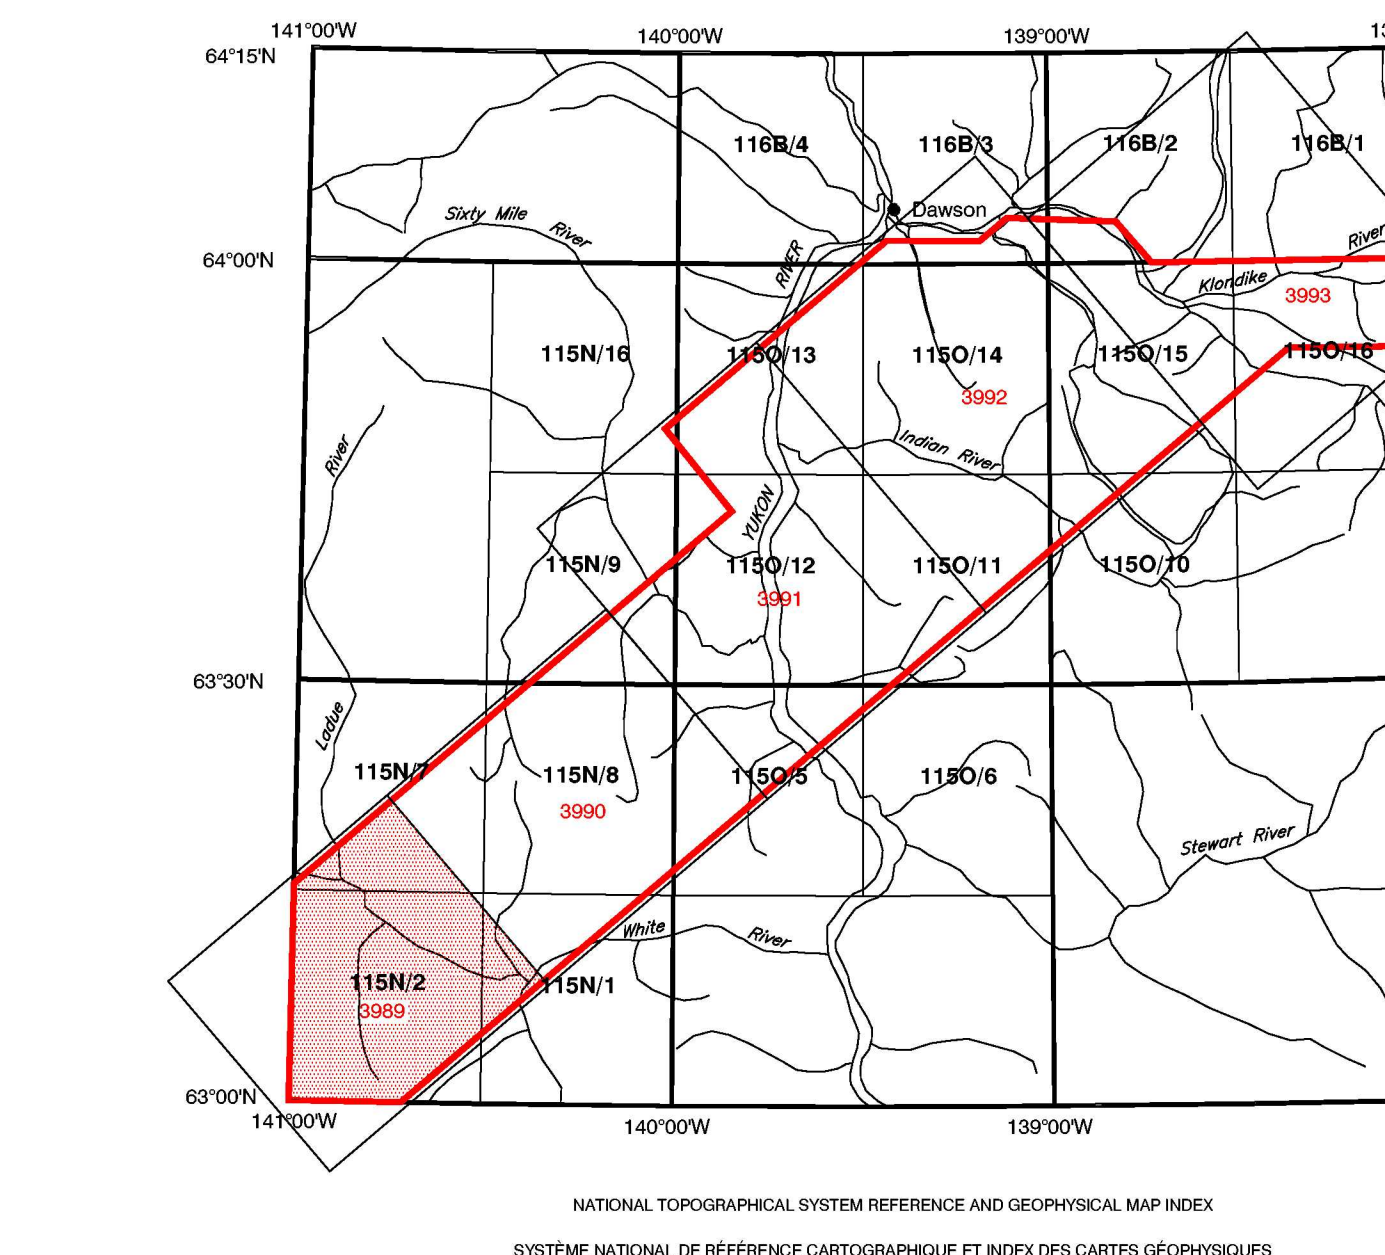 141°00'W
140°00'W
139°00'W
13
64°15'N
116B/4
116B/3
116B/2
116B/1
Dawson
Sixty Mile
River
RIVER
River
64°00'N
Klondike
3993
115N/16
115O/13
115O/14
115O/15
115O/16
3992
River
Indian River
YUKON
115N/9
115O/12
115O/11
115O/10
3991
63°30'N
Ladue
115N/7
115N/8
115O/5
115O/6
3990
Stewart River
White
River
115N/2
115N/1
3989
63°00'N
141°00'W
140°00'W
139°00'W
NATIONAL TOPOGRAPHICAL SYSTEM REFERENCE AND GEOPHYSICAL MAP INDEX
SYSTÈME NATIONAL DE RÉFÉRENCE CARTOGRAPHIQUE ET INDEX DES CARTES GÉOPHYSIQUES